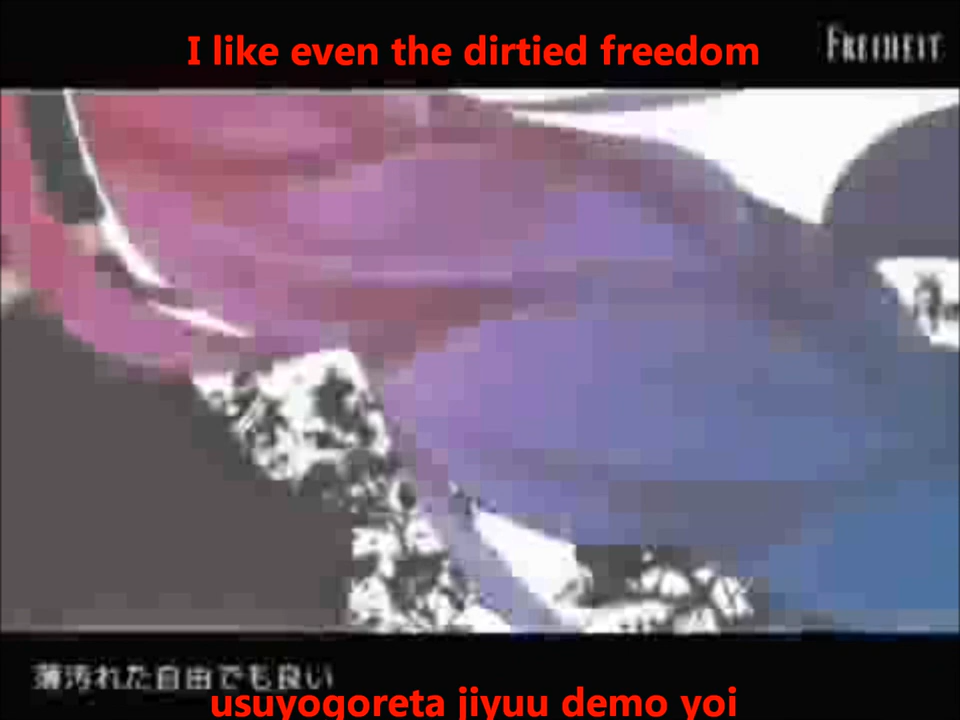 I like even the dirtied freedom
FREIHEIT
薄汚れた自由でも良い
usuyogoreta jiyuu demo yoi